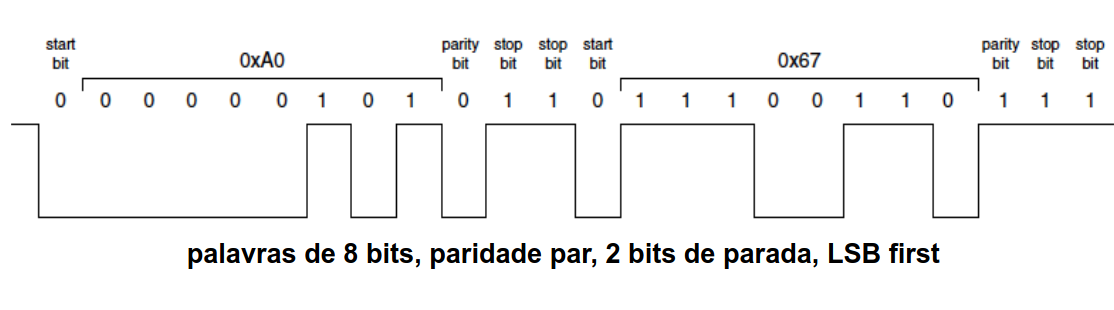 start bit 0xA0 parity bit stop bit stop bit start bit 0x67 parity bit stop bit stop bit
0 0 0 0 0 0 1 0 1 0 1 1 0 1 1 1 0 0 1 1 0 1 1 1
palavras de 8 bits, paridade par, 2 bits de parada, LSB first